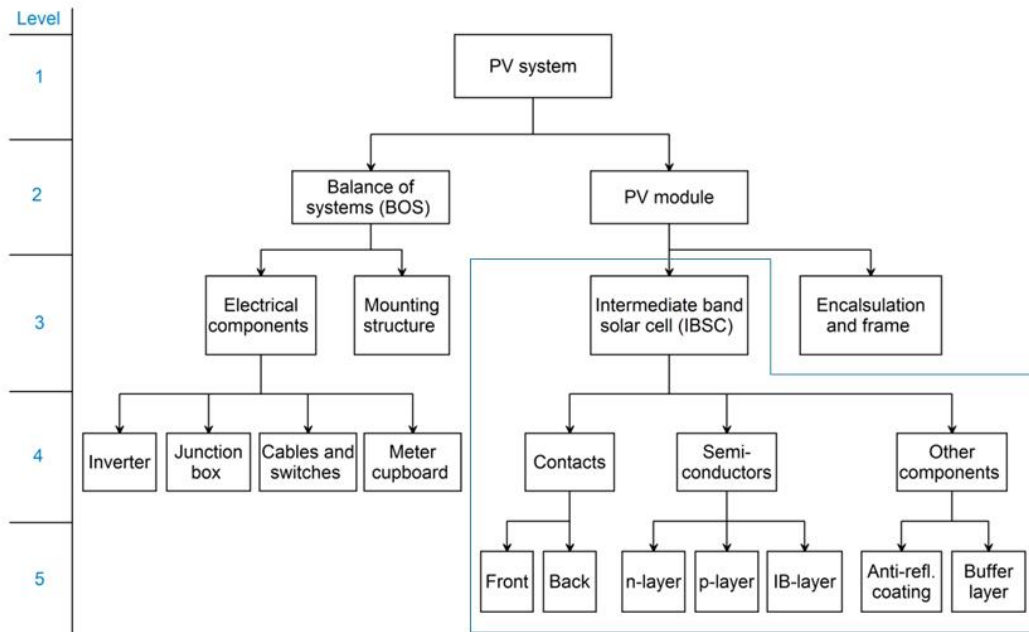 Level
1
PV system
2
Balance of
systems (BOS)
PV module
3
Electrical
components
Mounting
structure
Intermediate band
solar cell (IBSC)
Encalsulation
and frame
4
Inverter
Junction
box
Cables and
switches
Meter
cupboard
Contacts
Semi-
conductors
Other
components
5
Front
Back
n-layer
p-layer
IB-layer
Anti-refl.
coating
Buffer
layer